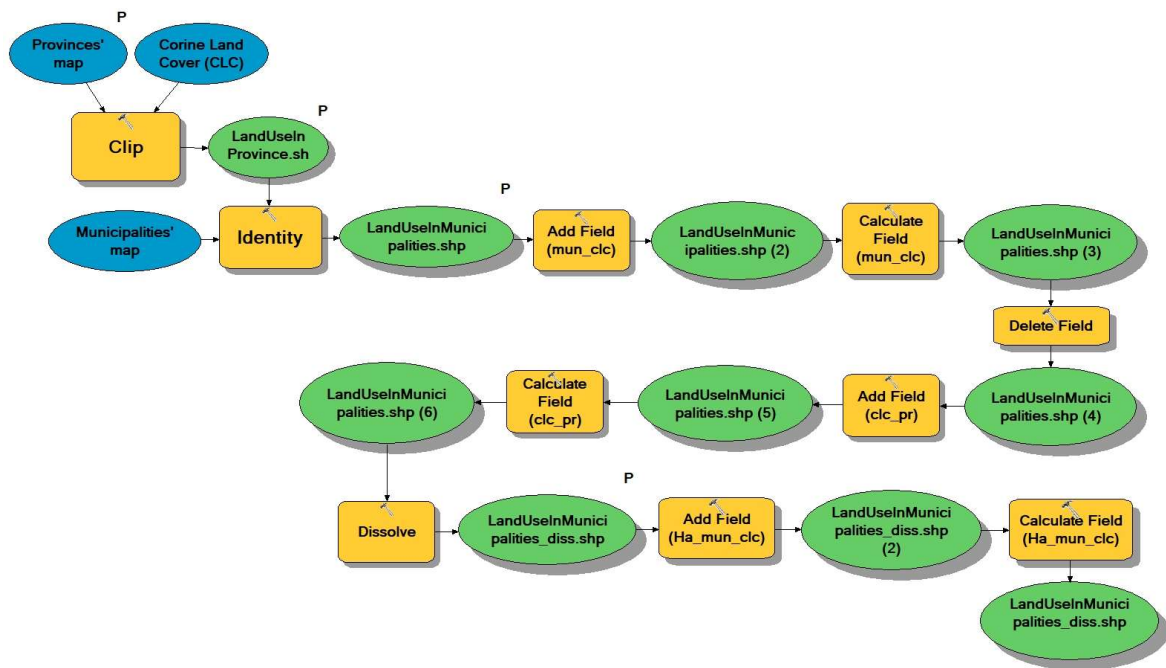 P
Provinces'
map
Corine Land
Cover (CLC)
P
Clip
LandUseIn
Province.sh
P
Municipalities'
map
Identity
LandUseInMunici
palities.shp
Add Field
(mun_clc)
LandUseInMunic
ipalities.shp (2)
Calculate
Field
(mun_clc)
LandUseInMunici
palities.shp (3)
Delete Field
LandUseInMunici
palities.shp (6)
Calculate
Field
(clc_pr)
LandUseInMunici
palities.shp (5)
Add Field
(clc_pr)
LandUseInMunici
palities.shp (4)
P
Dissolve
LandUseInMunici
palities_diss.shp
Add Field
(Ha_mun_clc)
LandUseInMunici
palities_diss.shp
(2)
Calculate Field
(Ha_mun_clc)
LandUseInMunici
palities_diss.shp